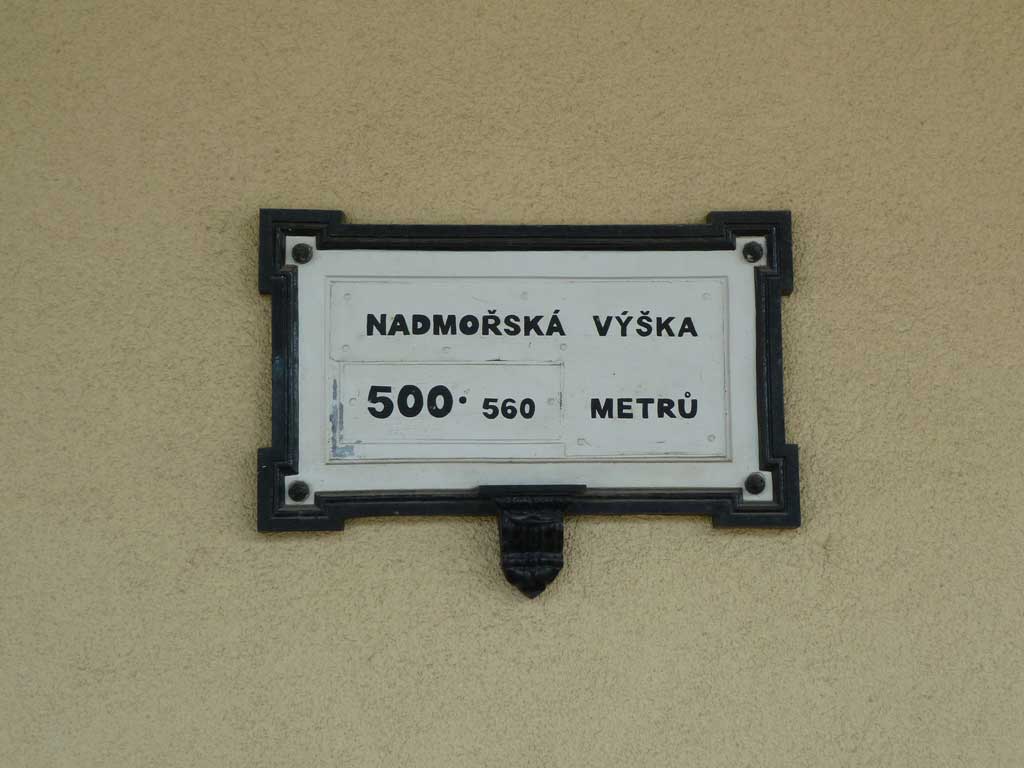 NADMOŘSKÁ VÝŠKA
500. 560 METRŮ